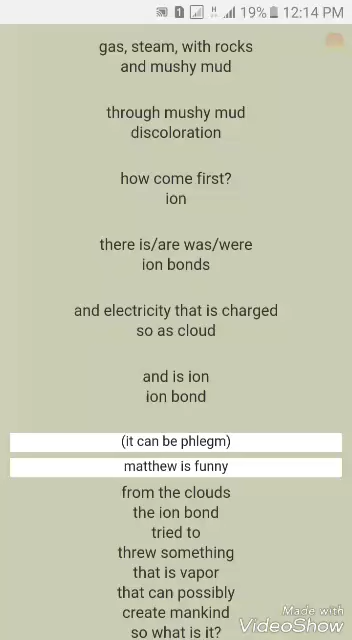 19% 12:14 PM
gas, steam, with rocks
and mushy mud
through mushy mud
discoloration
how come first?
ion
there is/are was/were
ion bonds
and electricity that is charged
so as cloud
and is ion
ion bond
(it can be phlegm)
matthew is funny
from the clouds
the ion bond
tried to
threw something
that is vapor
that can possibly
create mankind
so what is it?
Made with
VideoShow